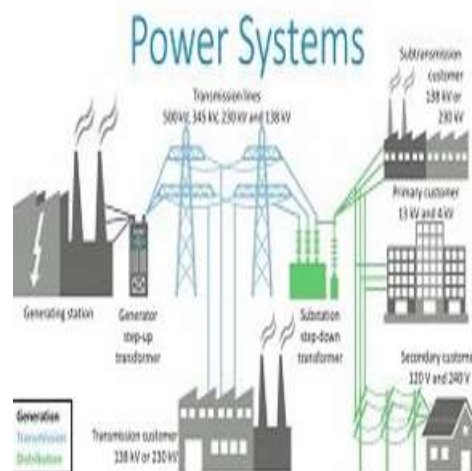 Power Systems
Transmission lines
500 kV, 345 kV, 230 kV and 138 kV
Subtransmission
customer
138 kV or
230 kV
Primary customer
13 kV and 4 kV
Generating station
Generator
step-up
transformer
Substation
step-down
transformer
Secondary custome
120 V and 240 V
Transmission customer
138 kV or 230 kV
Generation
Transmission
Distribution